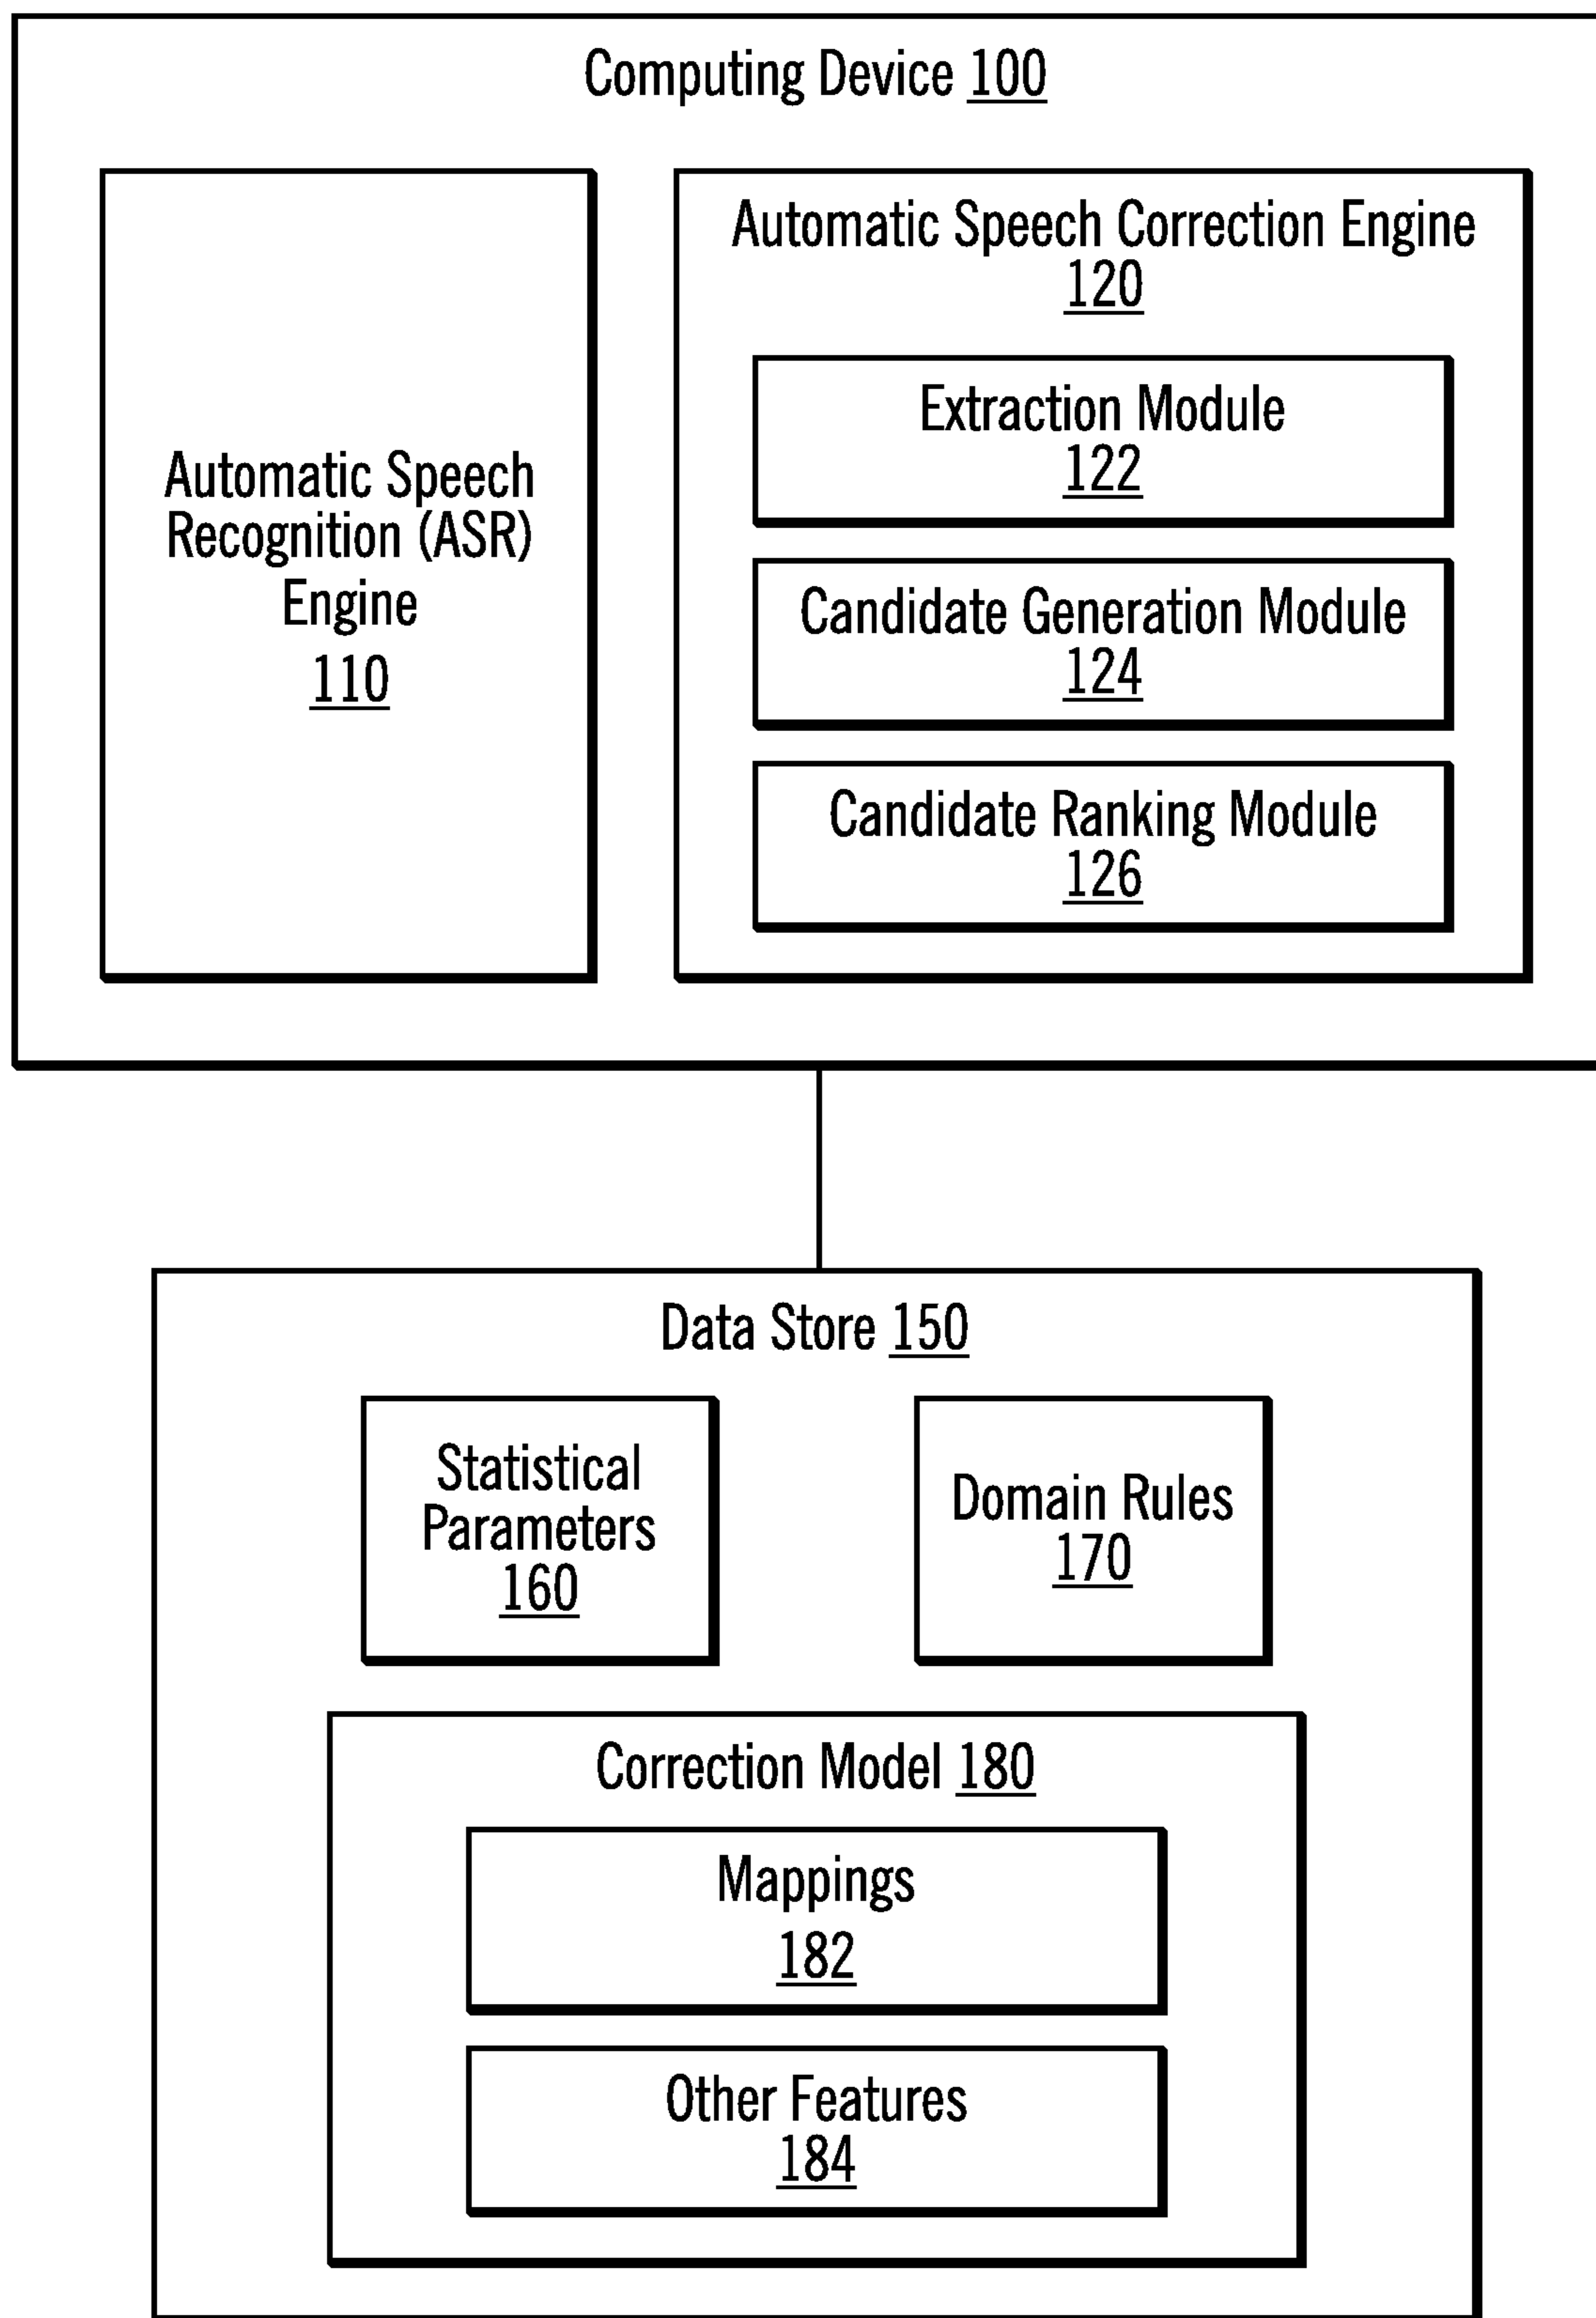 Computing Device 100
Automatic Speech
Recognition (ASR)
Engine
110
Automatic Speech Correction Engine
120
Extraction Module
122
Candidate Generation Module
124
Candidate Ranking Module
126
Data Store 150
Statistical
Parameters
160
Domain Rules
170
Correction Model 180
Mappings
182
Other Features
184